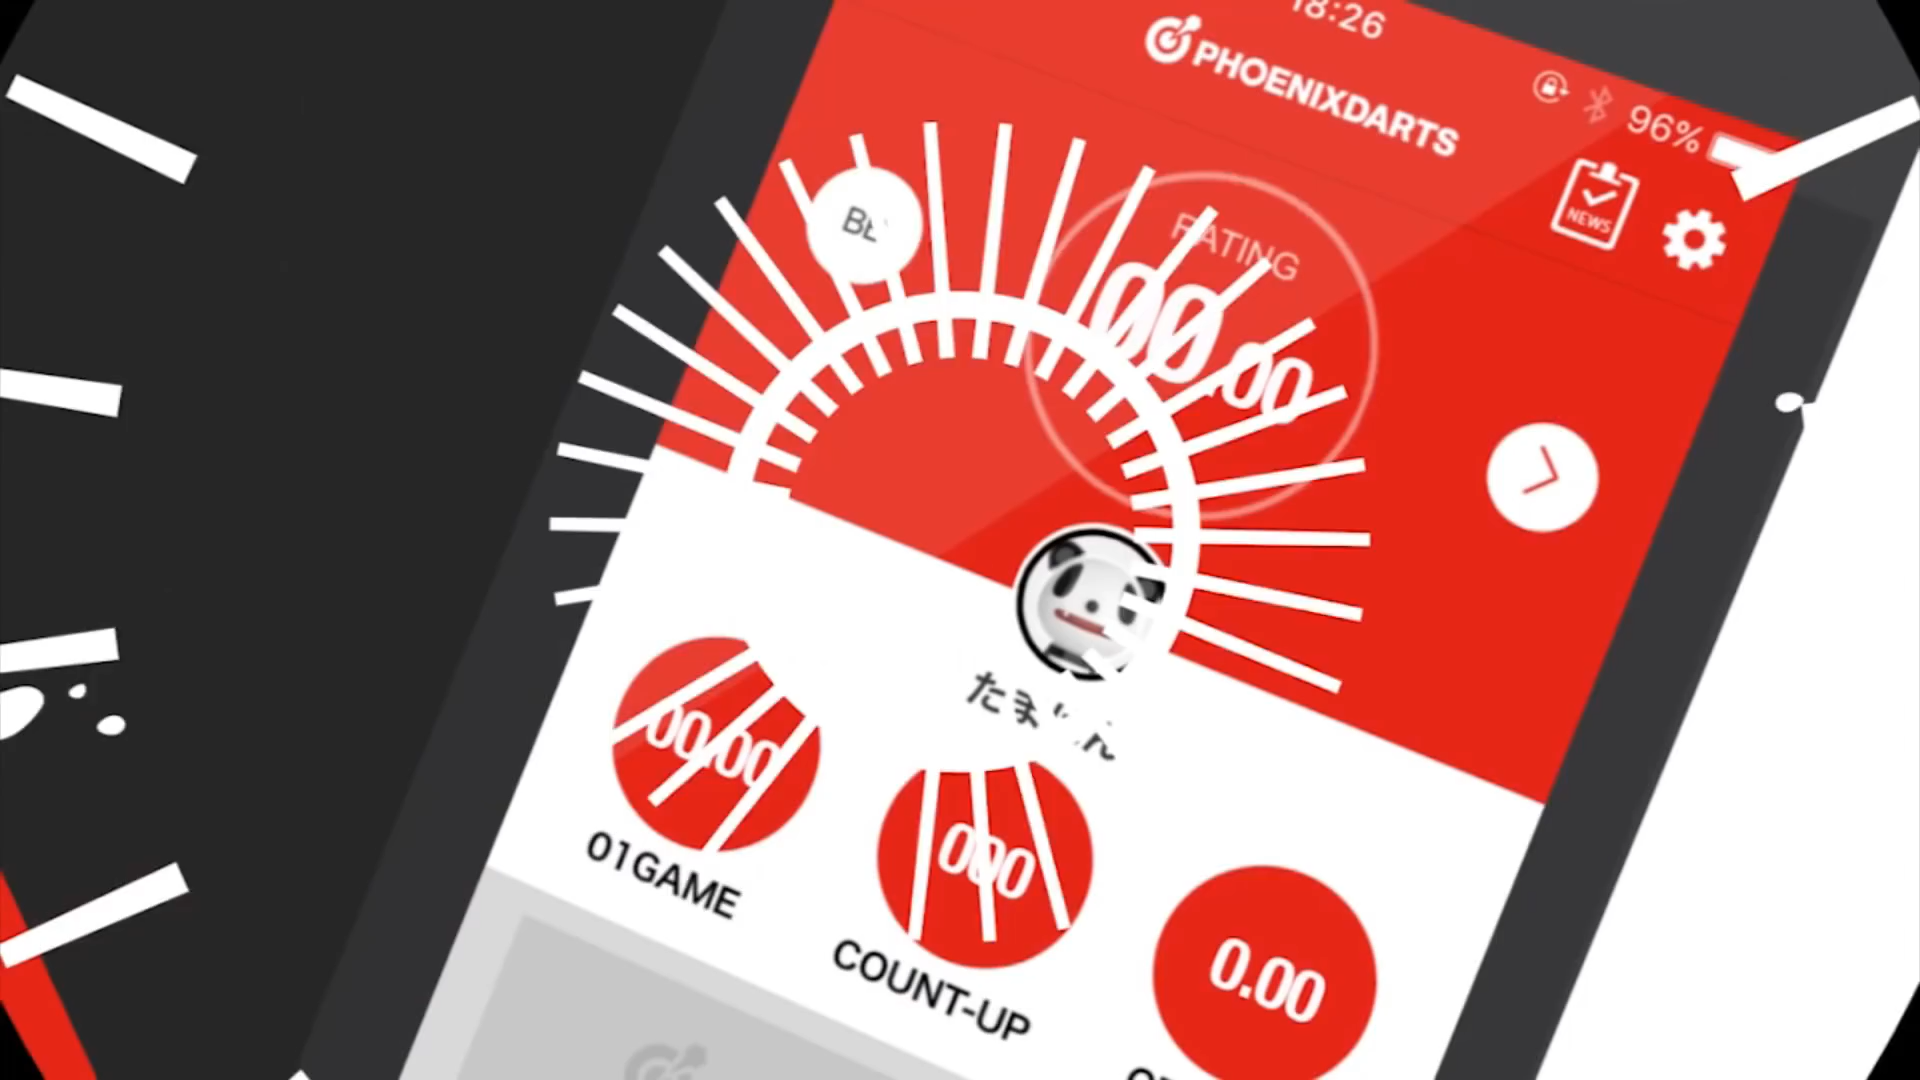 18:26
PHOENIXDARTS
96%
NEWS
RATING
00.00
00.00
01GAME
000
COUNT-UP
0.00